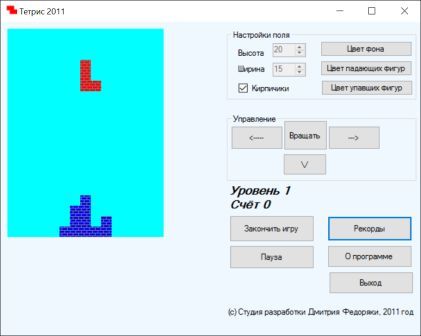 Тетрис 2011
Настройки поля
Высота 20
Цвет фона
Ширина 15
Цвет падающих фигур
Кирпичики
Цвет упавших фигур
Управление
<-----
Вращать
--->
\/
Уровень 1
Счёт 0
Закончить игру
Рекорды
Пауза
О программе
Выход
(c) Студия разработки Дмитрия Федоряки, 2011 год